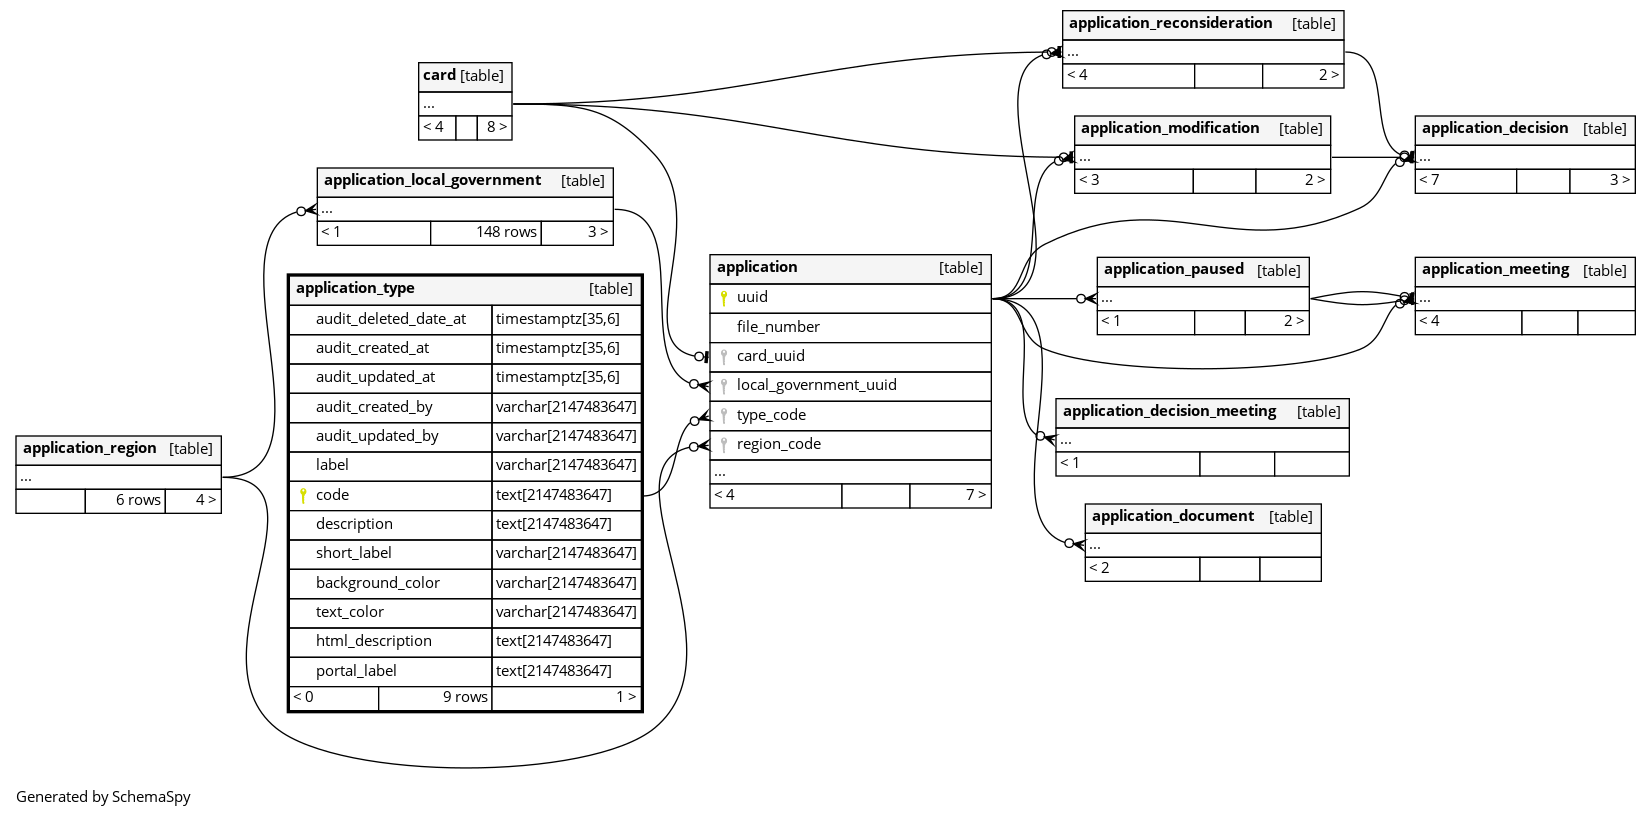 application_reconsideration [table]
...
< 4 2 >
card [table]
...
< 4 8 >
application_modification [table]
...
< 3 2 >
application_decision [table]
...
< 7 3 >
application_local_government [table]
...
< 1 148 rows 3 >
application_type [table]
audit_deleted_date_at timestamptz[35,6]
audit_created_at timestamptz[35,6]
audit_updated_at timestamptz[35,6]
audit_created_by varchar[2147483647]
audit_updated_by varchar[2147483647]
label varchar[2147483647]
code text[2147483647]
description text[2147483647]
short_label varchar[2147483647]
background_color varchar[2147483647]
text_color varchar[2147483647]
html_description text[2147483647]
portal_label text[2147483647]
< 0 9 rows 1 >
application [table]
uuid
file_number
card_uuid
local_government_uuid
type_code
region_code
...
< 4 7 >
application_paused [table]
...
< 1 2 >
application_meeting [table]
...
< 4
application_decision_meeting [table]
...
< 1
application_document [table]
...
< 2
application_region [table]
...
6 rows 4 >
Generated by SchemaSpy